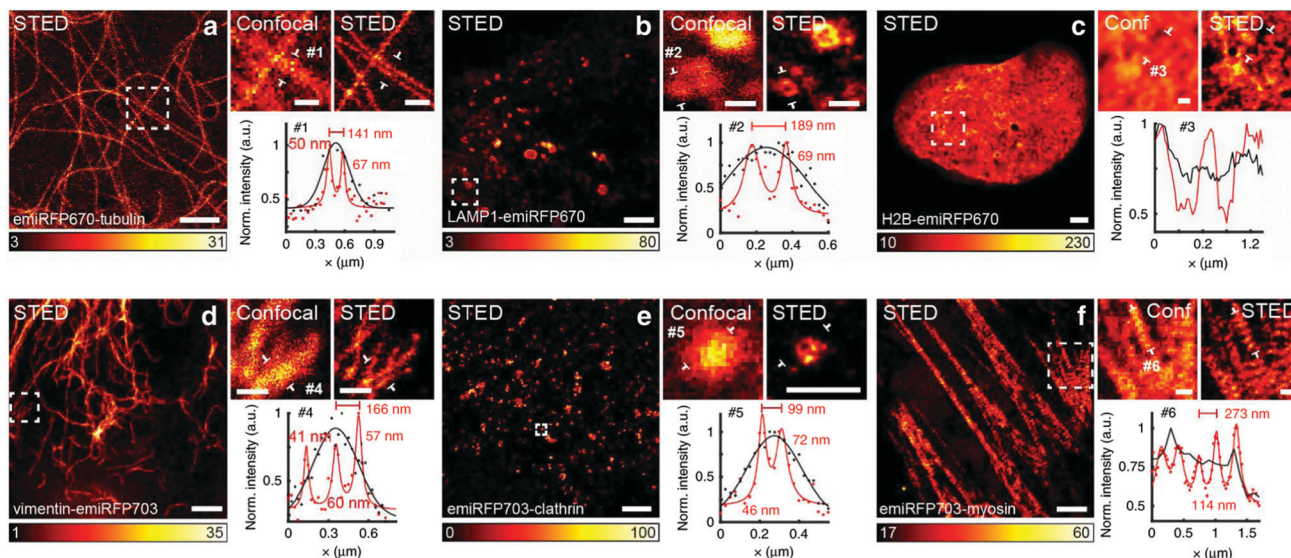 STED
a
emiRFP670-tubulin
3
31
Confocal
#1
STED
#1
141 nm
50 nm
67 nm
Norm. intensity (a.u.)
1
0.5
0 0.3 0.6 0.9
× (μm)
STED
b
LAMP1-emiRFP670
3
80
Confocal
#2
STED
#2
189 nm
69 nm
Norm. intensity (a.u.)
1
0.5
0
0 0.2 0.4 0.6
× (μm)
STED
c
H2B-emiRFP670
10
230
Conf
#3
STED
#3
Norm. intensity (a.u.)
1
0.5
0 0.2 1.2
× (μm)
STED
d
vimentin-emiRFP703
1
35
Confocal
#4
STED
#4
166 nm
41 nm
57 nm
60 nm
Norm. intensity (a.u.)
1
0.5
0 0.3 0.6
× (μm)
STED
e
emiRFP703-clathrin
0
100
#5
Confocal
STED
#5
99 nm
72 nm
46 nm
Norm. intensity (a.u.)
1
0.5
0
0 0.2 0.4
× (μm)
STED
f
emiRFP703-myosin
17
60
Conf
#6
STED
#6
273 nm
114 nm
Norm. intensity (a.u.)
1.0
0.75
0.5
0 0.5 1.0 1.5
× (μm)